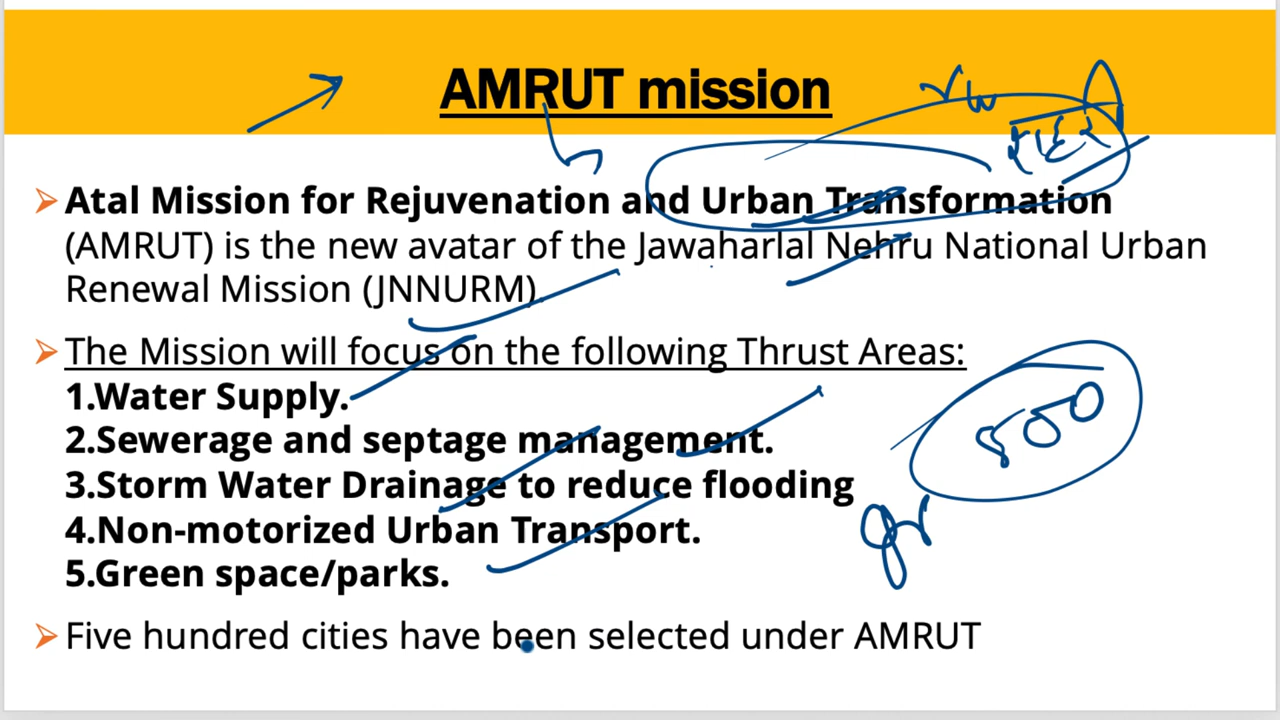 AMRUT mission
Atal Mission for Rejuvenation and Urban Transformation
(AMRUT) is the new avatar of the Jawaharlal Nehru National Urban
Renewal Mission (JNNURM).
The Mission will focus on the following Thrust Areas:
1.Water Supply.
2.Sewerage and septage management.
3.Storm Water Drainage to reduce flooding
500
4.Non-motorized Urban Transport.
5.Green space/parks.
Five hundred cities have been selected under AMRUT